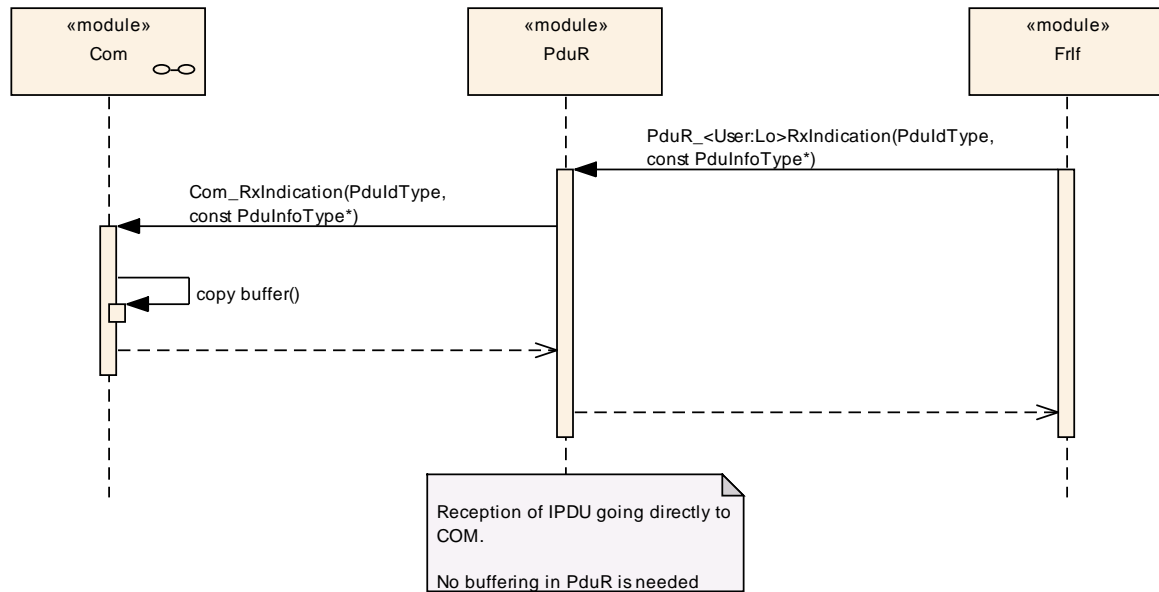 «module»
Com
«module»
PduR
«module»
FrIf
PduR_<User:Lo>RxIndication(PduIdType,
const PduInfoType*)
Com_RxIndication(PduIdType,
const PduInfoType*)
copy buffer()
Reception of IPDU going directly to
COM.
No buffering in PduR is needed